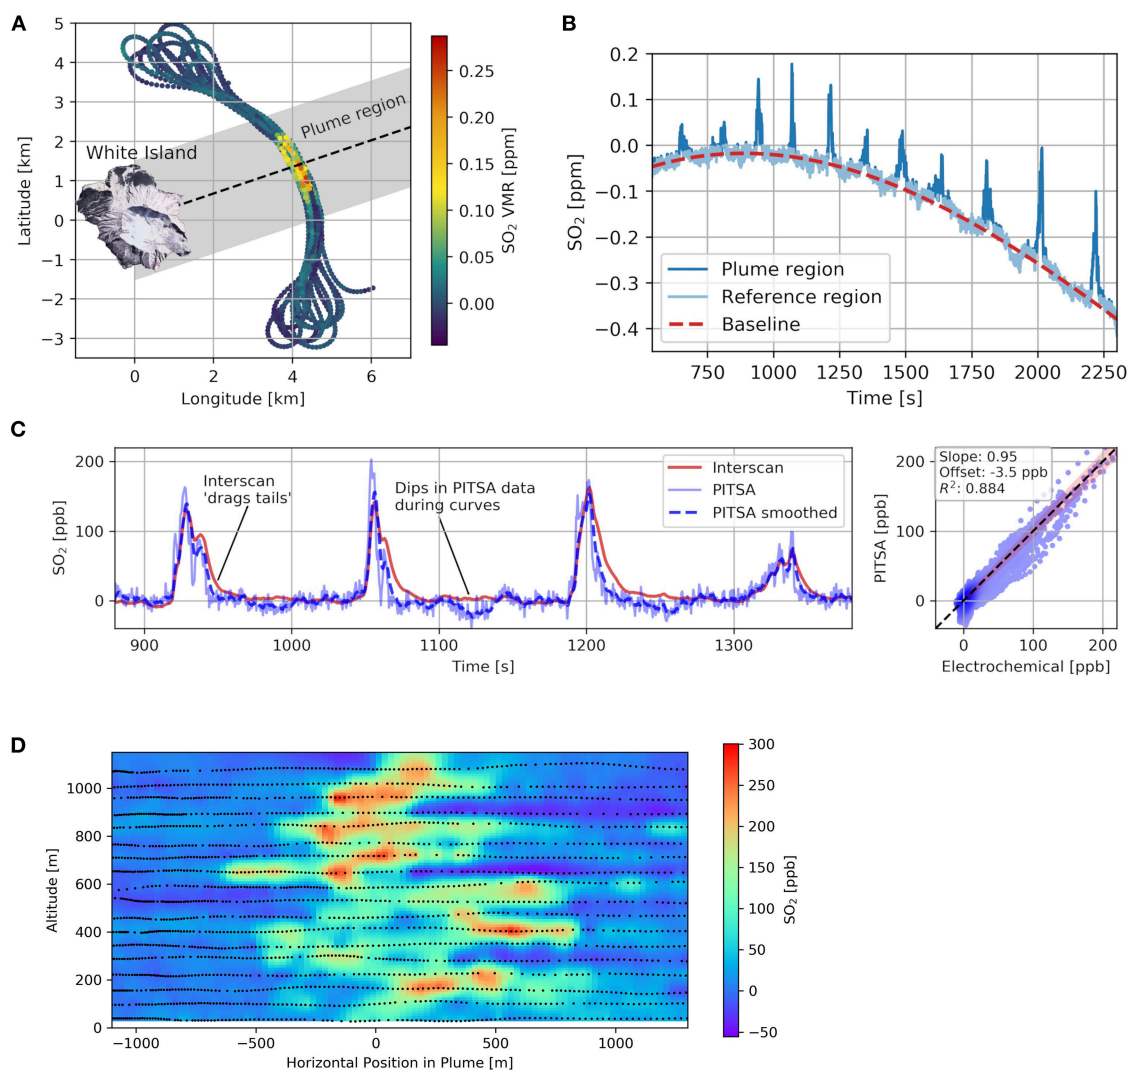 A
5
4
3
2
1
0
1
2
3
0
2
4
6
Latitude [km]
Longitude [km]
White Island
Plume region
0.25
0.20
0.15
0.10
0.05
0.00
SO₂ VMR [ppm]
B
0.2
0.1
0.0
−0.1
−0.2
−0.3
−0.4
SO₂ [ppm]
Plume region
Reference region
Baseline
750 1000 1250 1500 1750 2000 2250
Time [s]
C
200
100
0
SO₂ [ppb]
Interscan
'drags tails'
Dips in PITSA data
during curves
Interscan
PITSA
PITSA smoothed
900 1000 1100 1200 1300
Time [s]
Slope: 0.95
Offset: -3.5 ppb
R²: 0.884
200
100
0
PITSA [ppb]
0 100 200
Electrochemical [ppb]
D
1000
800
600
400
200
0
Altitude [m]
−1000 −500 0 500 1000
Horizontal Position in Plume [m]
300
250
200
150
100
50
0
−50
SO₂ [ppb]